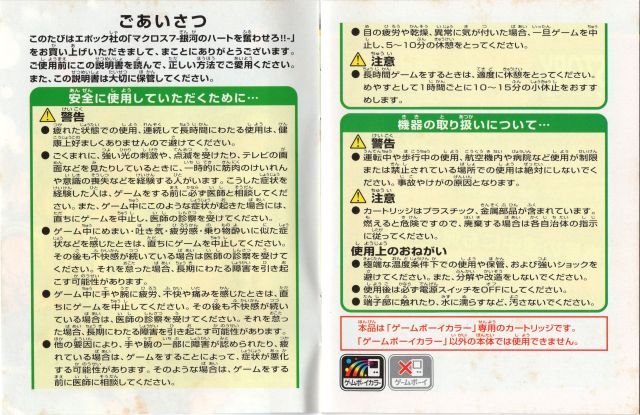 ごあいさつ
このたびはエポック社の「マクロス7-銀河のハートを奮わせろ!!-」
をお買い上げいただきまして、まことにありがとうございます。
ご使用前にこの説明書を読んで、正しい方法でご愛用ください。
また、この説明書は大切に保管してください。
安全に使用していただくために…
警告
●疲れた状態での使用、連続して長時間にわたる使用は、健
康上好ましくありませんので避けてください。
●ごくまれに、強い光の刺激や、点滅を受けたり、テレビの画
面などを見たりしているときに、一時的に筋肉のけいれん
や意識の喪失などを経験する人がいます。こうした症状を
経験した人は、ゲームをする前に必ず医師と相談してくだ
さい。また、ゲーム中にこのような症状が起きた場合には、
直ちにゲームを中止し、医師の診察を受けてください。
●ゲーム中にめまい・吐き気・疲労感・乗り物酔いに似た症
状などを感じたときは、直ちにゲームを中止してください。
その後も不快感が続いている場合は医師の診察を受けてく
ださい。それを怠った場合、長期にわたる障害を引き起こ
す可能性があります。
●ゲーム中に手や腕に疲労、不快や痛みを感じたときは、直
ちにゲームを中止してください。その後も不快感が続い
ている場合は、医師の診察を受けてください。それを怠っ
た場合、長期にわたる障害を引き起こす可能性があります。
●他の要因により、手や腕の一部に障害が認められたり、疲
れている場合は、ゲームをすることによって、症状が悪化
する可能性があります。そのような場合は、ゲームをする
前に医師に相談してください。
●目の疲労や乾燥、異常に気が付いた場合、一旦ゲームを中
止し、5～10分の休憩をとってください。
注意
●長時間ゲームをするときは、適度に休憩をとってください。
めやすとして1時間ごとに10～15分の小休止をおすす
めします。
機器の取り扱いについて…
警告
●運転中や歩行中の使用、航空機内や病院など使用が制限
または禁止されている場所での使用は絶対にしないでく
ださい。事故やけがの原因となります。
注意
●カートリッジはプラスチック、金属部品が含まれています。
燃えると危険ですので、廃棄する場合は各自治体の指示
に従ってください。
使用上のおねがい
●極端な温度条件下での使用や保管、および強いショックを
避けてください。また、分解や改造をしないでください。
●使用後は必ず電源スイッチをOFFにしてください。
●端子部に触れたり、水に濡らすなど、汚さないでください。
本品は「ゲームボーイカラー」専用のカートリッジです。
「ゲームボーイカラー」以外の本体では使用できません。
ゲームボーイカラー
ゲームボーイ